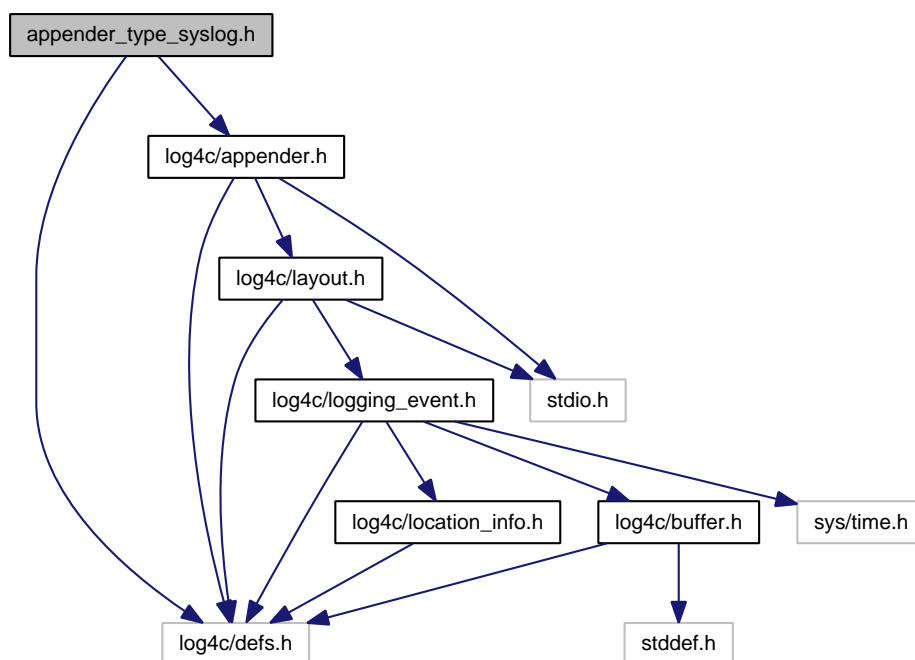 appender_type_syslog.h
log4c/appender.h
log4c/layout.h
log4c/logging_event.h
stdio.h
log4c/location_info.h
log4c/buffer.h
sys/time.h
log4c/defs.h
stddef.h